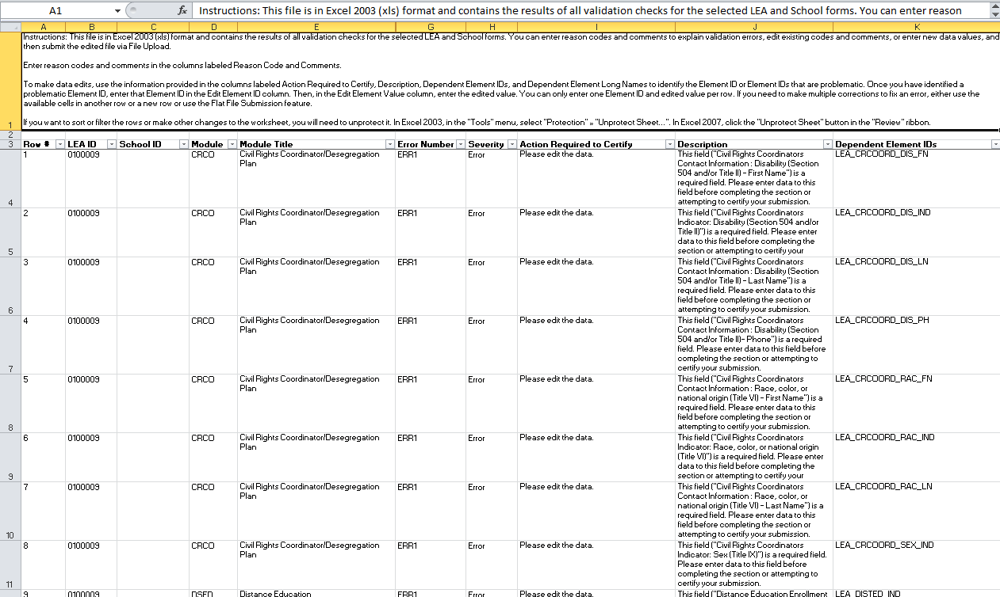 A1 fx Instructions: This file is in Excel 2003 (xls) format and contains the results of all validation checks for the selected LEA and School forms. You can enter reason
A B C D E G H I J K
Instructions: This file is in Excel 2003 (xls) format and contains the results of all validation checks for the selected LEA and School forms. You can enter reason codes and comments to explain validation errors, edit existing codes and comments, or enter new data values, and
then submit the edited file via File Upload.
Enter reason codes and comments in the columns labeled Reason Code and Comments.
To make data edits, use the information provided in the columns labeled Action Required to Certify, Description, Dependent Element IDs, and Dependent Element Long Names to identify the Element ID or Element IDs that are problematic. Once you have identified a
problematic Element ID, enter that Element ID in the Edit Element ID column. Then, in the Edit Element Value column, enter the edited value. You can only enter one Element ID and edited value per row. If you need to make multiple corrections to fix an error, either use the
available cells in another row or a new row or use the Flat File Submission feature.
1 If you want to sort or filter the rows or make other changes to the worksheet, you will need to unprotect it. In Excel 2003, in the "Tools" menu, select "Protection" » "Unprotect Sheet...". In Excel 2007, click the "Unprotect Sheet" button in the "Review" ribbon.
2
3 Row # LEA ID School ID Module Module Title Error Number Severity Action Required to Certify Description Dependent Element IDs
1 0100009 CRCO Civil Rights Coordinator/Desegregation ERR1 Error Please edit the data. This field ("Civil Rights Coordinators LEA_CRCOORD_DIS_FN
Plan Contact Information : Disability (Section
504 and/or Title II) - First Name") is a
required field. Please enter data to this
field before completing the section or
4 attempting to certify your submission.
2 0100009 CRCO Civil Rights Coordinator/Desegregation ERR1 Error Please edit the data. This field ("Civil Rights Coordinators LEA_CRCOORD_DIS_IND
Plan Indicator: Disability (Section 504 and/or
Title II)") is a required field. Please enter
data to this field before completing the
5 section or attempting to certify your
3 0100009 CRCO Civil Rights Coordinator/Desegregation ERR1 Error Please edit the data. This field ("Civil Rights Coordinators LEA_CRCOORD_DIS_LN
Plan Contact Information : Disability (Section
504 and/or Title II) - Last Name") is a
required field. Please enter data to this
field before completing the section or
6 attempting to certify your submission.
4 0100009 CRCO Civil Rights Coordinator/Desegregation ERR1 Error Please edit the data. This field ("Civil Rights Coordinators LEA_CRCOORD_DIS_PH
Plan Contact Information : Disability (Section
504 and/or Title II)- Phone") is a required
field. Please enter data to this field before
completing the section or attempting to
7 certify your submission.
5 0100009 CRCO Civil Rights Coordinator/Desegregation ERR1 Error Please edit the data. This field ("Civil Rights Coordinators LEA_CRCOORD_RAC_FN
Plan Contact Information : Race, color, or
national origin (Title VI) - First Name") is a
required field. Please enter data to this
field before completing the section or
8 attempting to certify your submission.
6 0100009 CRCO Civil Rights Coordinator/Desegregation ERR1 Error Please edit the data. This field ("Civil Rights Coordinators LEA_CRCOORD_RAC_IND
Plan Indicator: Race, color, or national origin
(Title VI)") is a required field. Please enter
data to this field before completing the
9 section or attempting to certify your
7 0100009 CRCO Civil Rights Coordinator/Desegregation ERR1 Error Please edit the data. This field ("Civil Rights Coordinators LEA_CRCOORD_RAC_LN
Plan Contact Information : Race, color, or
national origin (Title VI) - Last Name") is a
required field. Please enter data to this
field before completing the section or
10 attempting to certify your submission.
8 0100009 CRCO Civil Rights Coordinator/Desegregation ERR1 Error Please edit the data. This field ("Civil Rights Coordinators LEA_CRCOORD_SEX_IND
Plan Indicator: Sex (Title IX)") is a required field.
Please enter data to this field before
completing the section or attempting to
11 certify your submission.
9 0100009 DSED Distance Education ERR1 Error Please edit the data. This field ("Distance Education Enrollment LEA_DISTED_IND